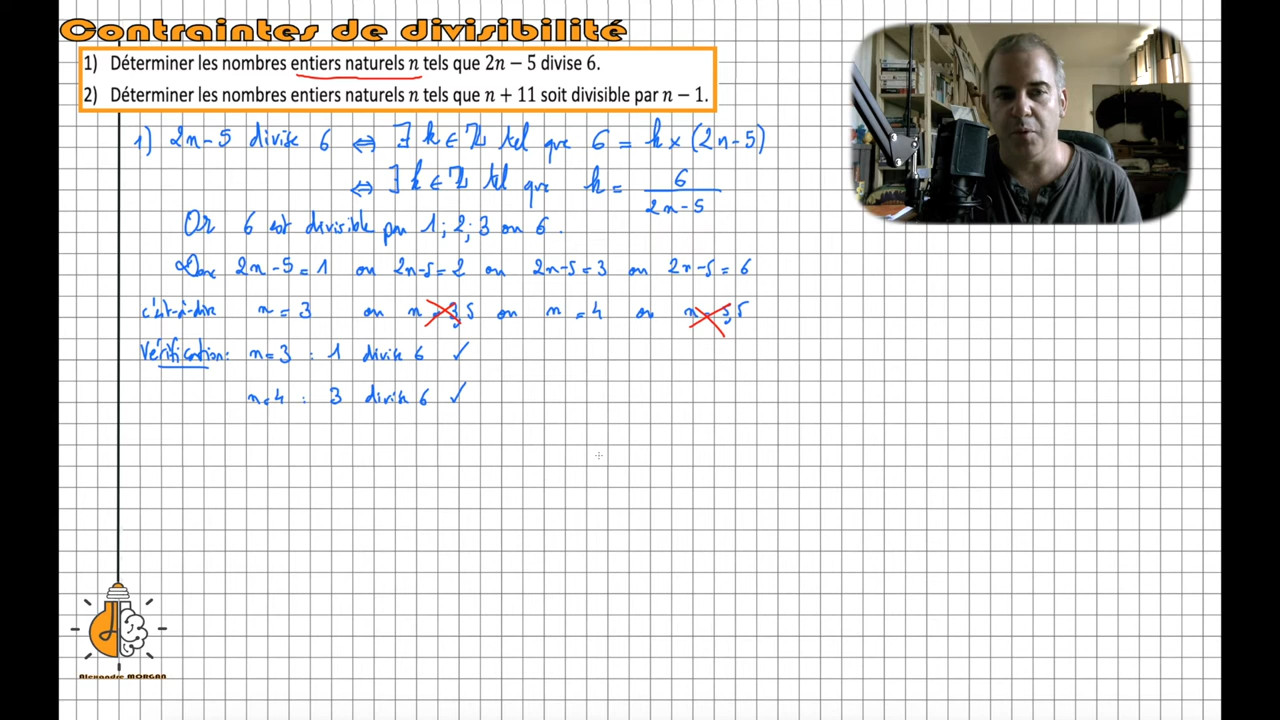 Contraintes de divisibilité
1) Déterminer les nombres entiers naturels n tels que 2n − 5 divise 6.
2) Déterminer les nombres entiers naturels n tels que n + 11 soit divisible par n − 1.
1) 2n-5 divise 6 ⇔ ∃ k ∈ ℤ tel que 6 = k × (2n-5)
⇔ ∃ k ∈ ℤ tel que k = 6/(2n-5)
Or 6 est divisible par 1; 2; 3 ou 6.
Donc 2n-5 = 1 ou 2n-5 = 2 ou 2n-5 = 3 ou 2n-5 = 6
c'est-à-dire n = 3 ou n = 3,5 ou n = 4 ou n = 5,5
Vérification: n=3 : 1 divise 6 ✓
n=4 : 3 divise 6 ✓
Alexandre MORGAN